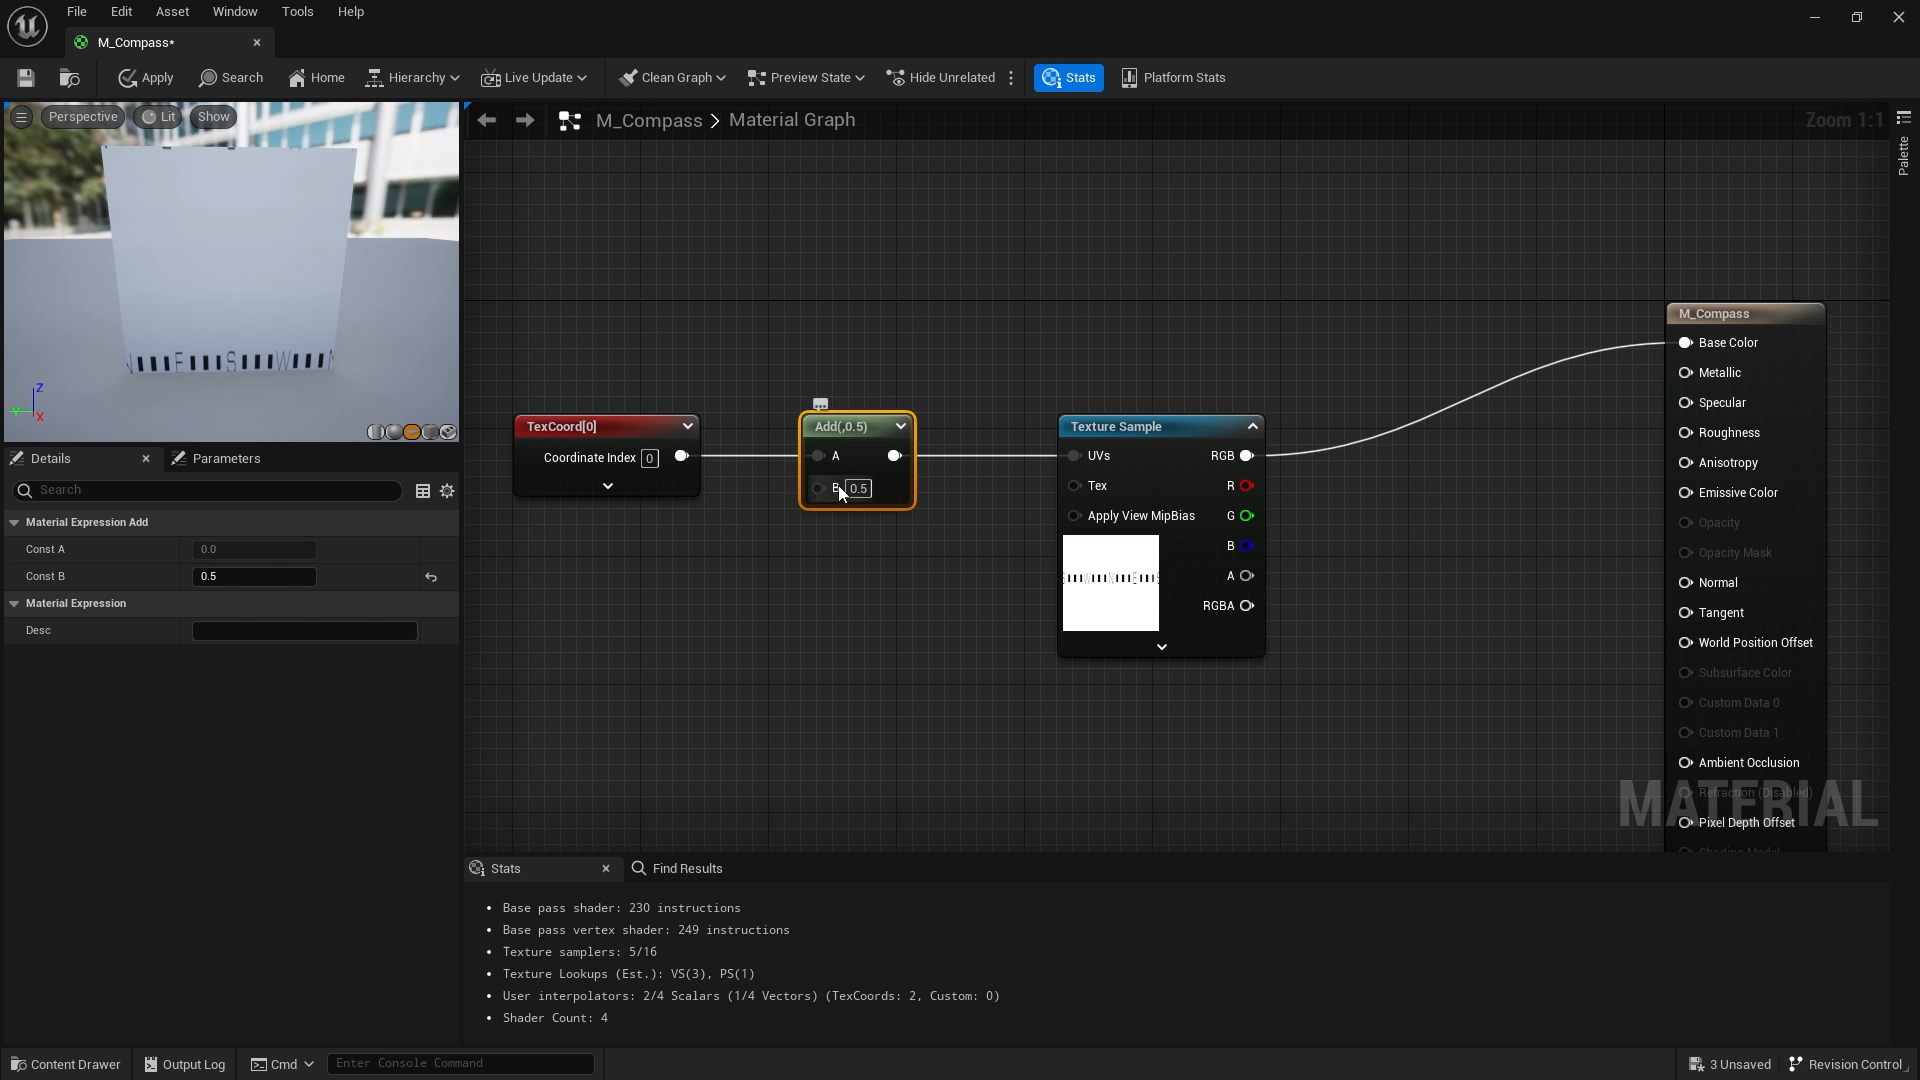 File Edit Asset Window Tools Help
M_Compass*
Apply Search Home Hierarchy Live Update Clean Graph Preview State Hide Unrelated Stats Platform Stats
Perspective Lit Show
M_Compass > Material Graph
Zoom 1:1
Palette
E S W
Z
X
TexCoord[0]
Coordinate Index 0
Add(,0.5)
A
B 0.5
Texture Sample
UVs RGB
Tex R
Apply View MipBias G
B
A
RGBA
M_Compass
Base Color
Metallic
Specular
Roughness
Anisotropy
Emissive Color
Opacity
Opacity Mask
Normal
Tangent
World Position Offset
Subsurface Color
Custom Data 0
Custom Data 1
Ambient Occlusion
Refraction (Disabled)
Pixel Depth Offset
Shading Model
MATERIAL
Details Parameters
Search
Material Expression Add
Const A 0.0
Const B 0.5
Material Expression
Desc
Stats Find Results
• Base pass shader: 230 instructions
• Base pass vertex shader: 249 instructions
• Texture samplers: 5/16
• Texture Lookups (Est.): VS(3), PS(1)
• User interpolators: 2/4 Scalars (1/4 Vectors) (TexCoords: 2, Custom: 0)
• Shader Count: 4
Content Drawer Output Log Cmd Enter Console Command 3 Unsaved Revision Control